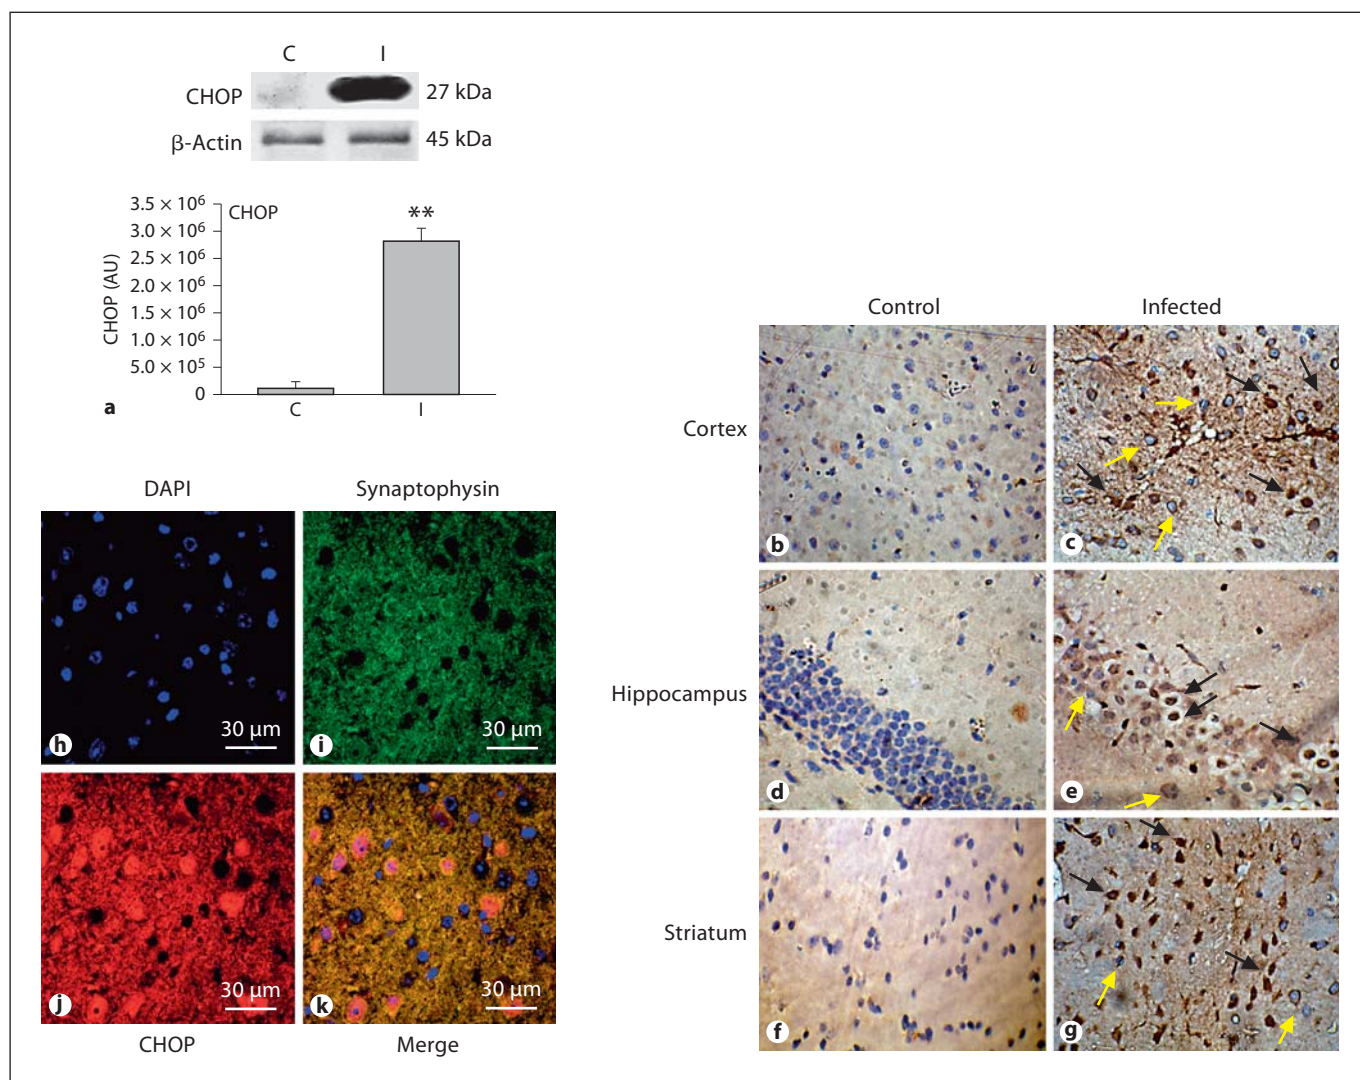 C I
CHOP 27 kDa
β-Actin 45 kDa
3.5 × 10⁶
3.0 × 10⁶
2.5 × 10⁶
2.0 × 10⁶
1.5 × 10⁶
1.0 × 10⁶
5.0 × 10⁵
0
CHOP (AU)
CHOP
**
C I
a
DAPI Synaptophysin
30 µm 30 µm
h i
30 µm 30 µm
j k
CHOP Merge
Control Infected
Cortex
b c
Hippocampus
d e
Striatum
f g